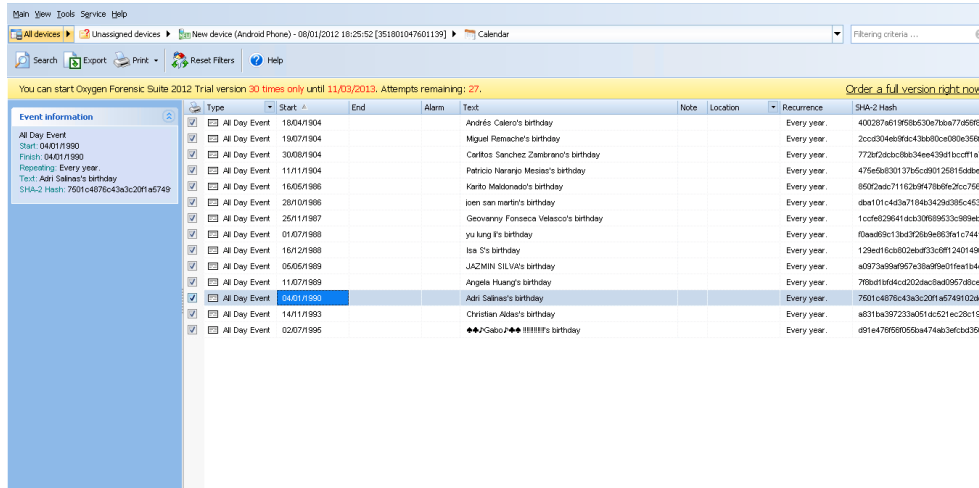 Main View Tools Service Help
All devices Unassigned devices New device (Android Phone) - 08/01/2012 18:25:52 [351801047601139] Calendar Filtering criteria ...
Search Export Print Reset Filters Help
You can start Oxygen Forensic Suite 2012 Trial version 30 times only until 11/03/2013. Attempts remaining: 27. Order a full version right now
Event information
All Day Event
Start: 04/01/1990
Finish: 04/01/1990
Repeating: Every year.
Text: Adri Salinas's birthday
SHA-2 Hash: 7501c4876c43a3c20f1a5749
Type Start End Alarm Text Note Location Recurrence SHA-2 Hash
All Day Event 18/04/1904 Andrés Calero's birthday Every year.
All Day Event 19/07/1904 Miguel Remache's birthday Every year.
All Day Event 30/08/1904 Carlitos Sanchez Zambrano's birthday Every year.
All Day Event 11/11/1904 Patricio Naranjo Mesias's birthday Every year.
All Day Event 16/05/1986 Karito Maldonado's birthday Every year.
All Day Event 28/10/1986 joen san martin's birthday Every year.
All Day Event 25/11/1987 Geovanny Fonseca Velasco's birthday Every year.
All Day Event 01/07/1988 yu lung li's birthday Every year.
All Day Event 16/12/1988 Isa S's birthday Every year.
All Day Event 05/05/1989 JAZMIN SILVA's birthday Every year.
All Day Event 11/07/1989 Angela Huang's birthday Every year.
All Day Event 04/01/1990 Adri Salinas's birthday Every year. 7501c4876c43a3c20f1a5749102d
All Day Event 14/11/1993 Christian Aldas's birthday Every year.
All Day Event 02/07/1995 ♠♣♪Gabo♪♣♠ !!!!!!!!!!'s birthday Every year.